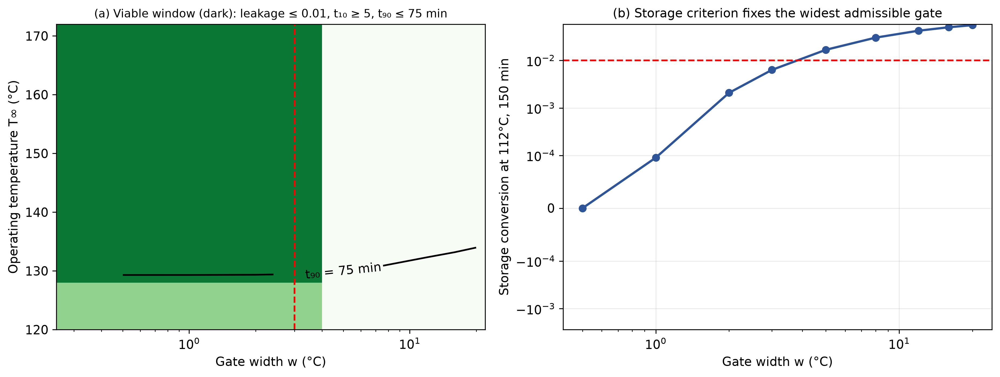 (a) Viable window (dark): leakage ≤ 0.01, t₁₀ ≥ 5, t₉₀ ≤ 75 min
170
160
150
140
130
120
Operating temperature T∞ (°C)
t₉₀ = 75 min
10⁰
10¹
Gate width w (°C)
(b) Storage criterion fixes the widest admissible gate
10⁻²
10⁻³
10⁻⁴
0
−10⁻⁴
−10⁻³
Storage conversion at 112°C, 150 min
10⁰
10¹
Gate width w (°C)